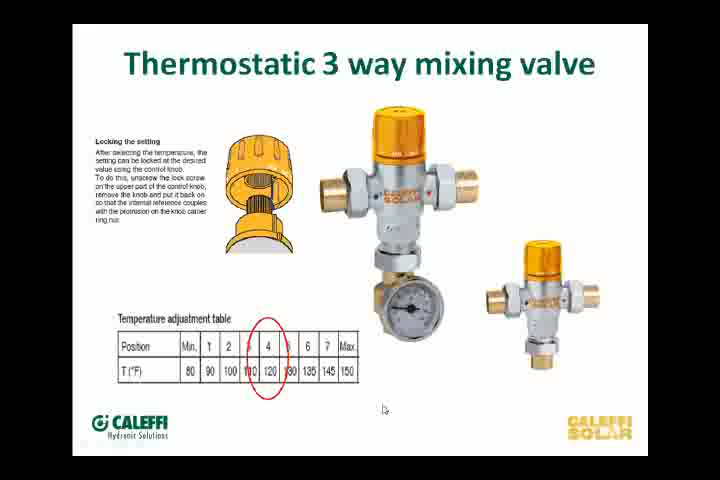 Thermostatic 3 way mixing valve
Locking the setting
After selecting the temperature, the
setting can be locked at the desired
value using the control knob.
To do this, unscrew the lock screw
on the upper part of the control knob,
remove the knob and put it back on
so that the internal reference couples
with the protrusion on the knob carrier
ring nut.
CALEFFI
SOLAR
Temperature adjustment table
Position Min. 1 2 3 4 5 6 7 Max.
T (°F) 80 90 100 110 120 130 135 145 150
CALEFFI
Hydronic Solutions
CALEFFI
SOLAR